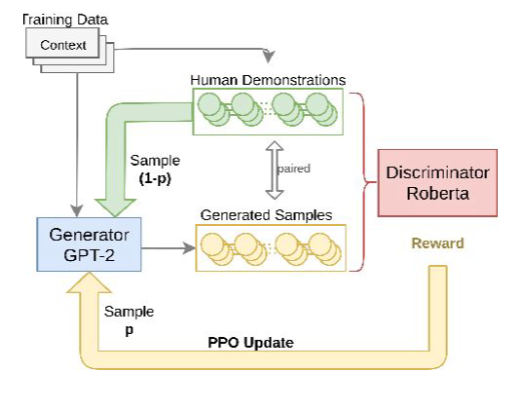 Training Data
Context
Human Demonstrations
Sample
(1-p)
paired
Discriminator
Roberta
Generated Samples
Generator
GPT-2
Reward
Sample
p
PPO Update